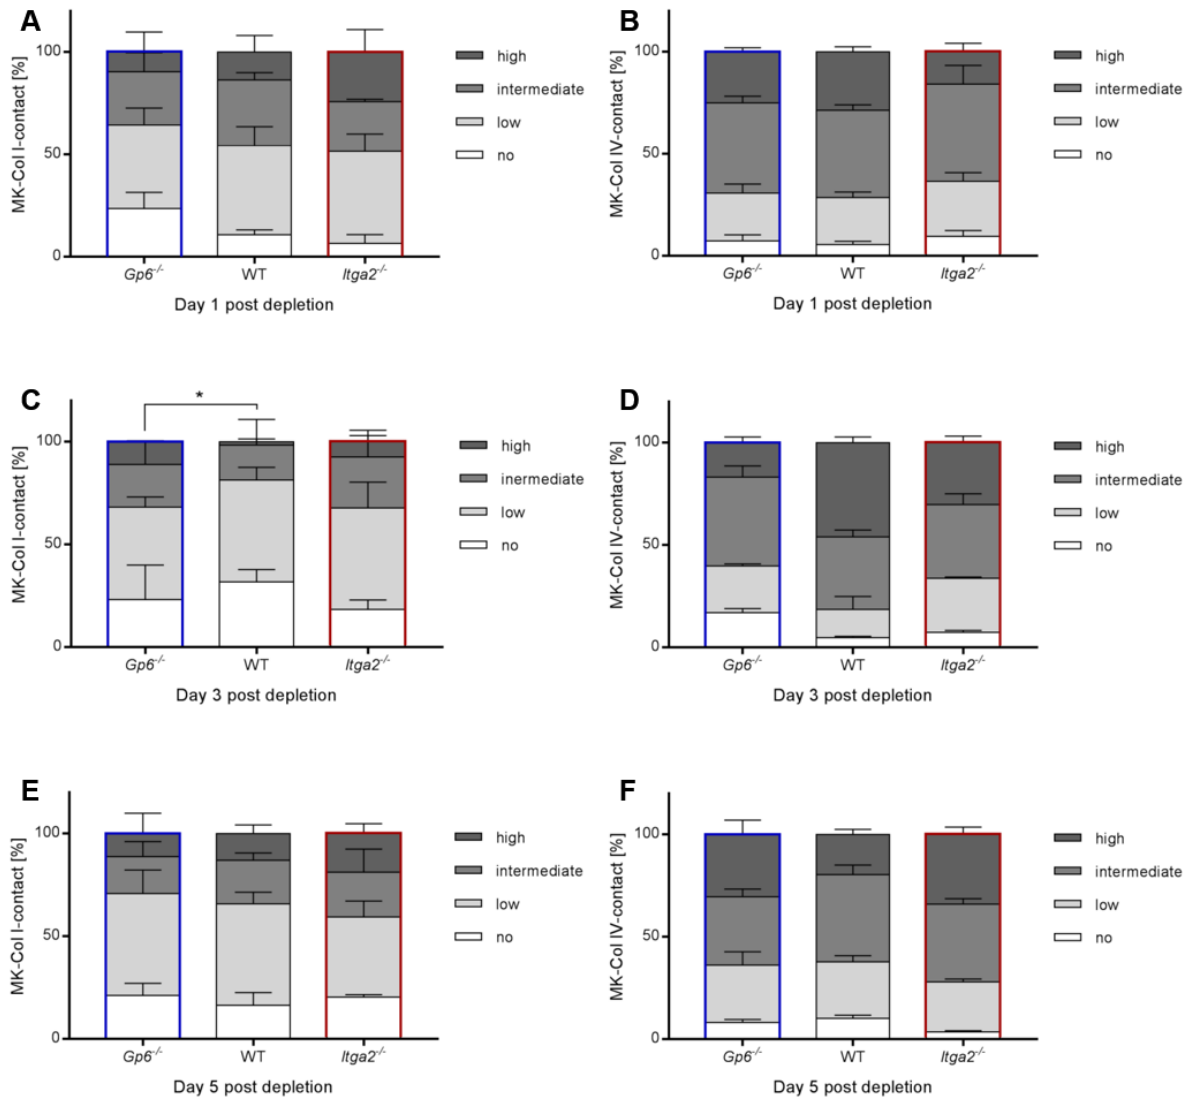 A
MK-Col I-contact [%]
100
50
0
high
intermediate
low
no
Gp6-/-
WT
Itga2-/-
Day 1 post depletion
B
MK-Col IV-contact [%]
100
50
0
high
intermediate
low
no
Gp6-/-
WT
Itga2-/-
Day 1 post depletion
C
*
MK-Col I-contact [%]
100
50
0
high
inermediate
low
no
Gp6-/-
WT
Itga2-/-
Day 3 post depletion
D
MK-Col IV-contact [%]
100
50
0
high
intermediate
low
no
Gp6-/-
WT
Itga2-/-
Day 3 post depletion
E
MK-Col I-contact [%]
100
50
0
high
intermediate
low
no
Gp6-/-
WT
Itga2-/-
Day 5 post depletion
F
MK-Col IV-contact [%]
100
50
0
high
intermediate
low
no
Gp6-/-
WT
Itga2-/-
Day 5 post depletion